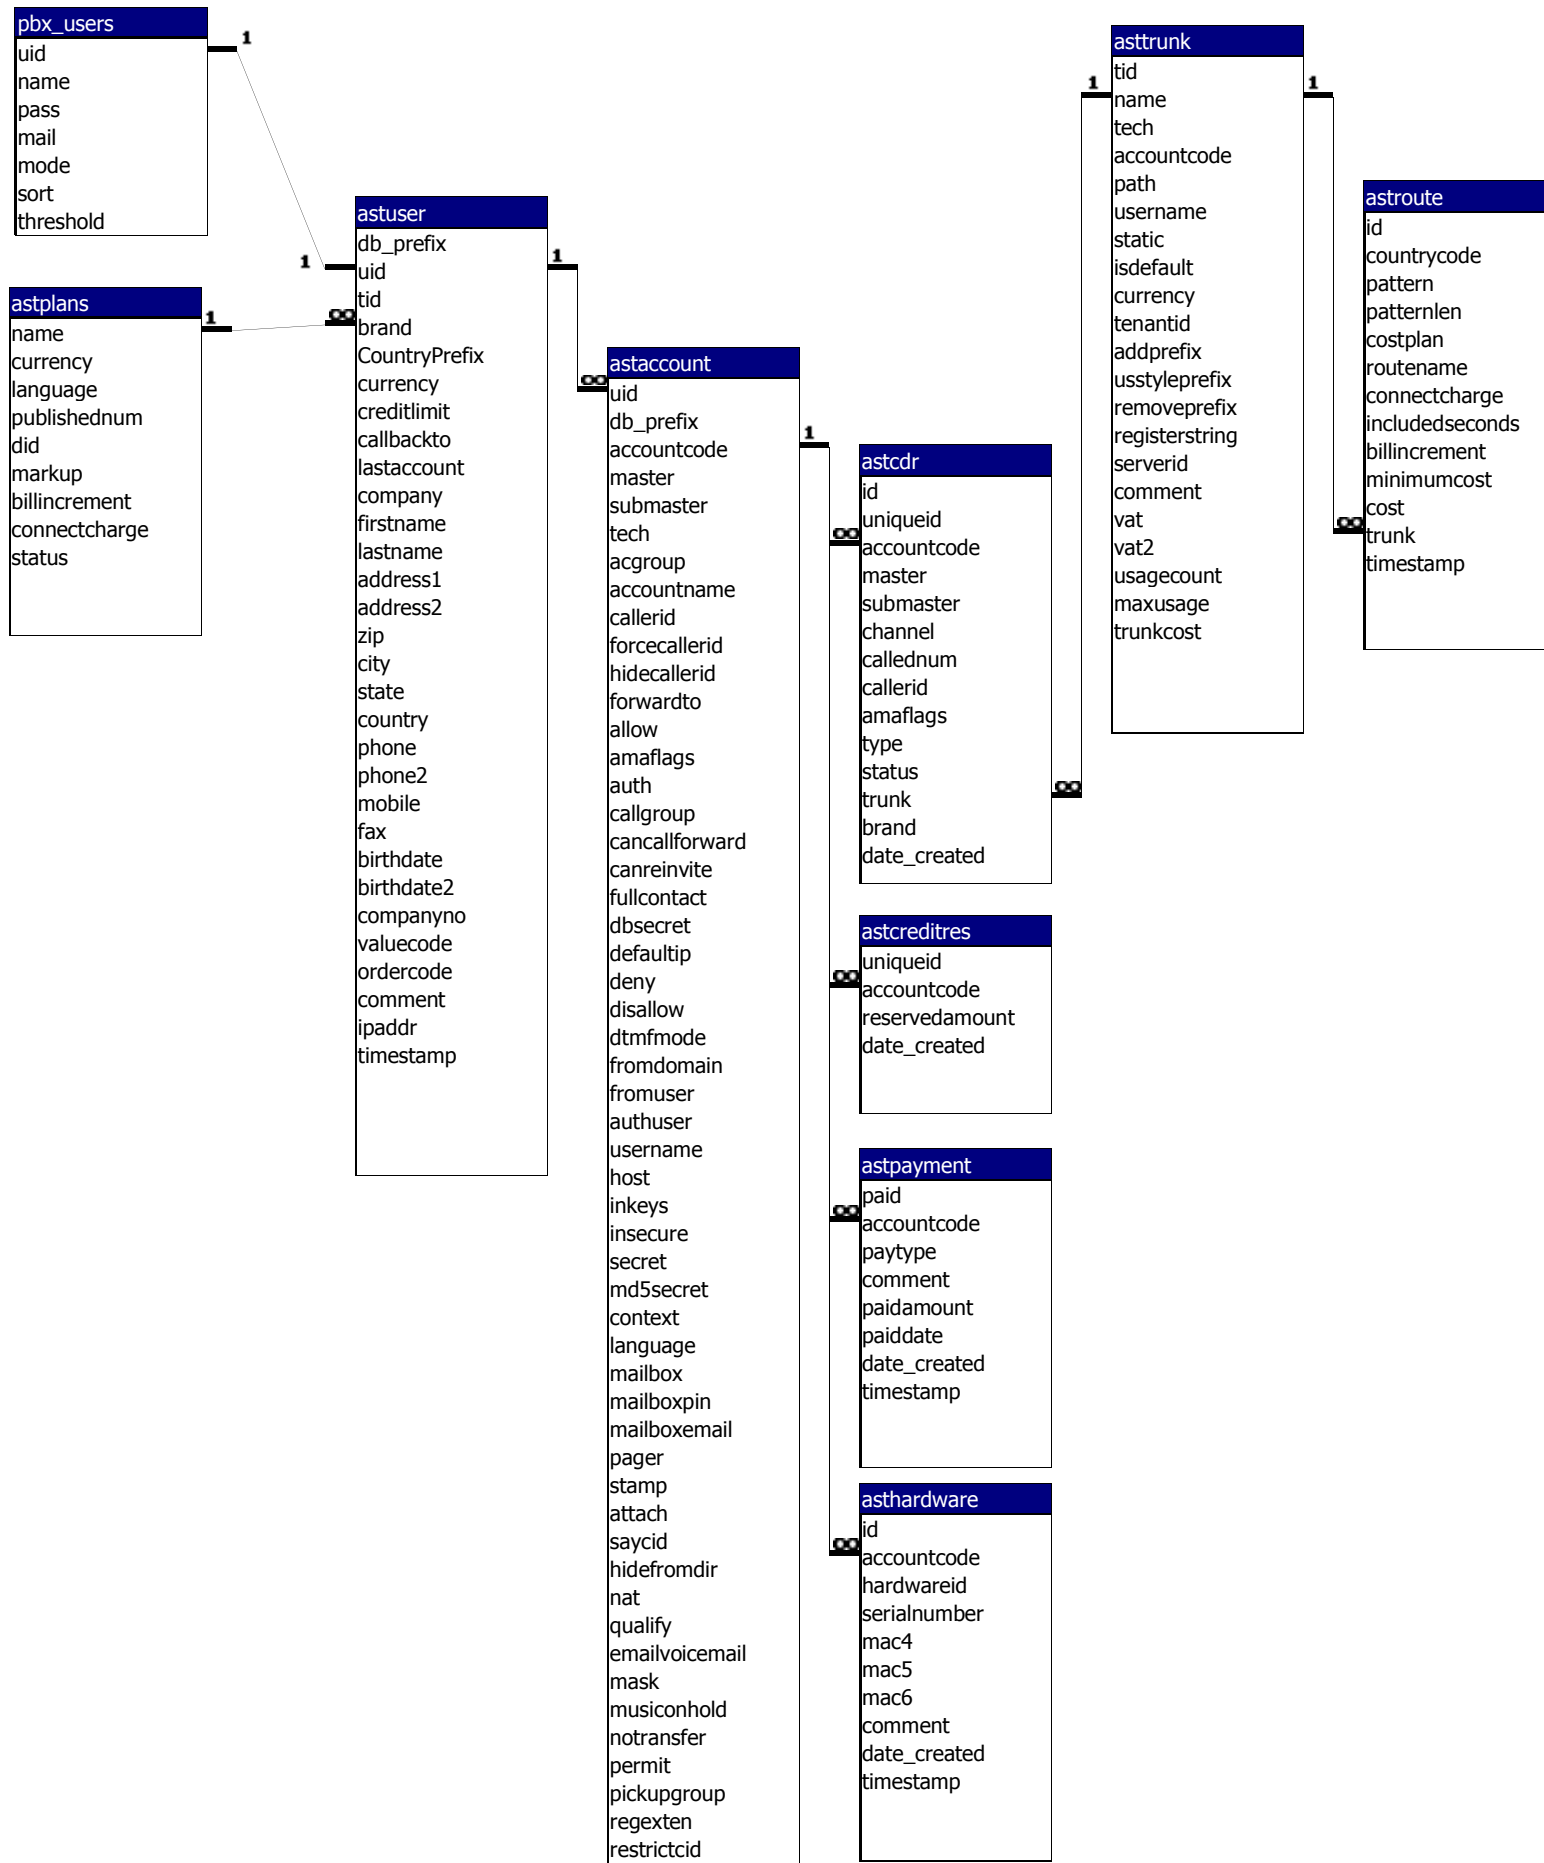 pbx_users
uid
name
pass
mail
mode
sort
threshold
1
1
astplans
name
currency
language
publishednum
did
markup
billincrement
connectcharge
status
1
∞
astuser
db_prefix
uid
tid
brand
CountryPrefix
currency
creditlimit
callbackto
lastaccount
company
firstname
lastname
address1
address2
zip
city
state
country
phone
phone2
mobile
fax
birthdate
birthdate2
companyno
valuecode
ordercode
comment
ipaddr
timestamp
1
∞
astaccount
uid
db_prefix
accountcode
master
submaster
tech
acgroup
accountname
callerid
forcecallerid
hidecallerid
forwardto
allow
amaflags
auth
callgroup
cancallforward
canreinvite
fullcontact
dbsecret
defaultip
deny
disallow
dtmfmode
fromdomain
fromuser
authuser
username
host
inkeys
insecure
secret
md5secret
context
language
mailbox
mailboxpin
mailboxemail
pager
stamp
attach
saycid
hidefromdir
nat
qualify
emailvoicemail
mask
musiconhold
notransfer
permit
pickupgroup
regexten
restrictcid
1
∞
astcdr
id
uniqueid
accountcode
master
submaster
channel
callednum
callerid
amaflags
type
status
trunk
brand
date_created
∞
∞
astcreditres
uniqueid
accountcode
reservedamount
date_created
∞
astpayment
paid
accountcode
paytype
comment
paidamount
paiddate
date_created
timestamp
∞
asthardware
id
accountcode
hardwareid
serialnumber
mac4
mac5
mac6
comment
date_created
timestamp
1
asttrunk
tid
name
tech
accountcode
path
username
static
isdefault
currency
tenantid
addprefix
usstyleprefix
removeprefix
registerstring
serverid
comment
vat
vat2
usagecount
maxusage
trunkcost
1
∞
astroute
id
countrycode
pattern
patternlen
costplan
routename
connectcharge
includedseconds
billincrement
minimumcost
cost
trunk
timestamp